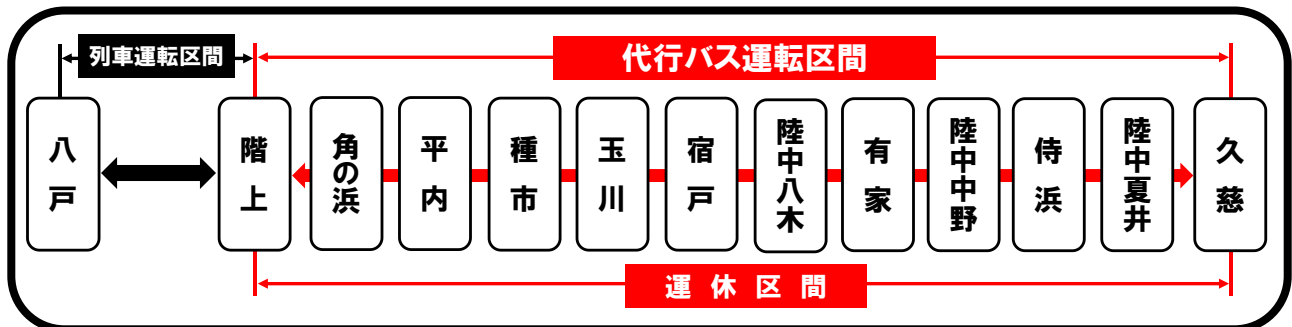 列車運転区間
代行バス運転区間
八戸
階上
角の浜
平内
種市
玉川
宿戸
陸中八木
有家
陸中中野
侍浜
陸中夏井
久慈
運休区間